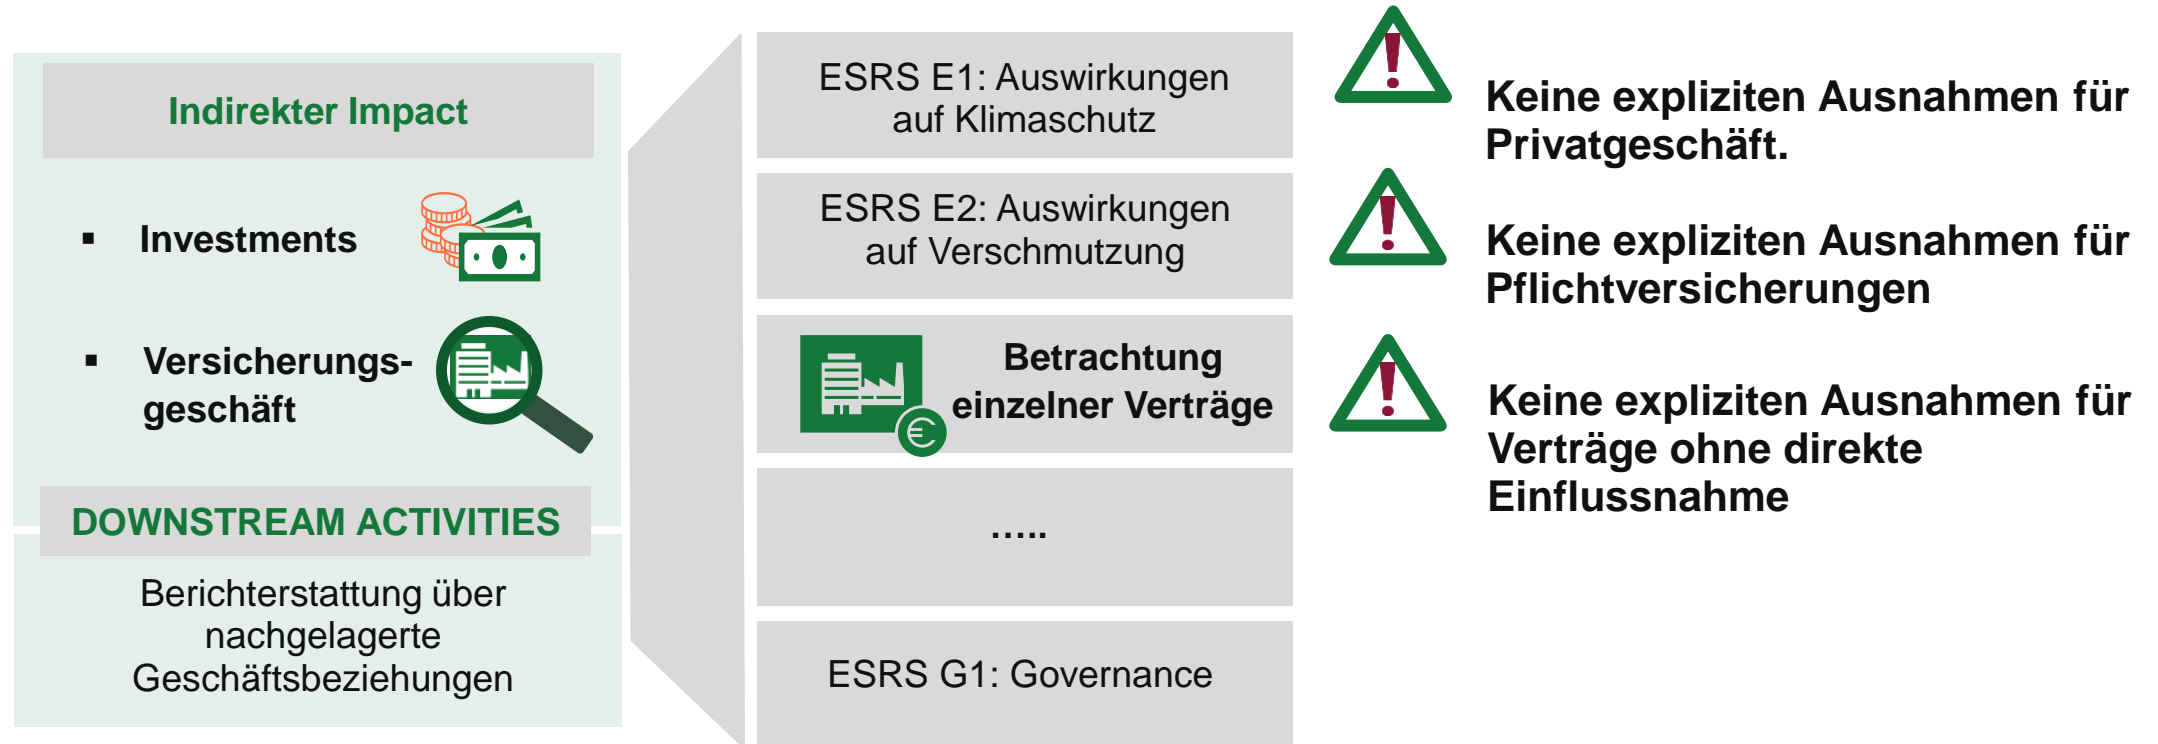 Indirekter Impact
▪ Investments
▪ Versicherungs-
geschäft
DOWNSTREAM ACTIVITIES
Berichterstattung über
nachgelagerte
Geschäftsbeziehungen
ESRS E1: Auswirkungen
auf Klimaschutz
ESRS E2: Auswirkungen
auf Verschmutzung
€
Betrachtung
einzelner Verträge
…..
ESRS G1: Governance
!
Keine expliziten Ausnahmen für
Privatgeschäft.
!
Keine expliziten Ausnahmen für
Pflichtversicherungen
!
Keine expliziten Ausnahmen für
Verträge ohne direkte
Einflussnahme